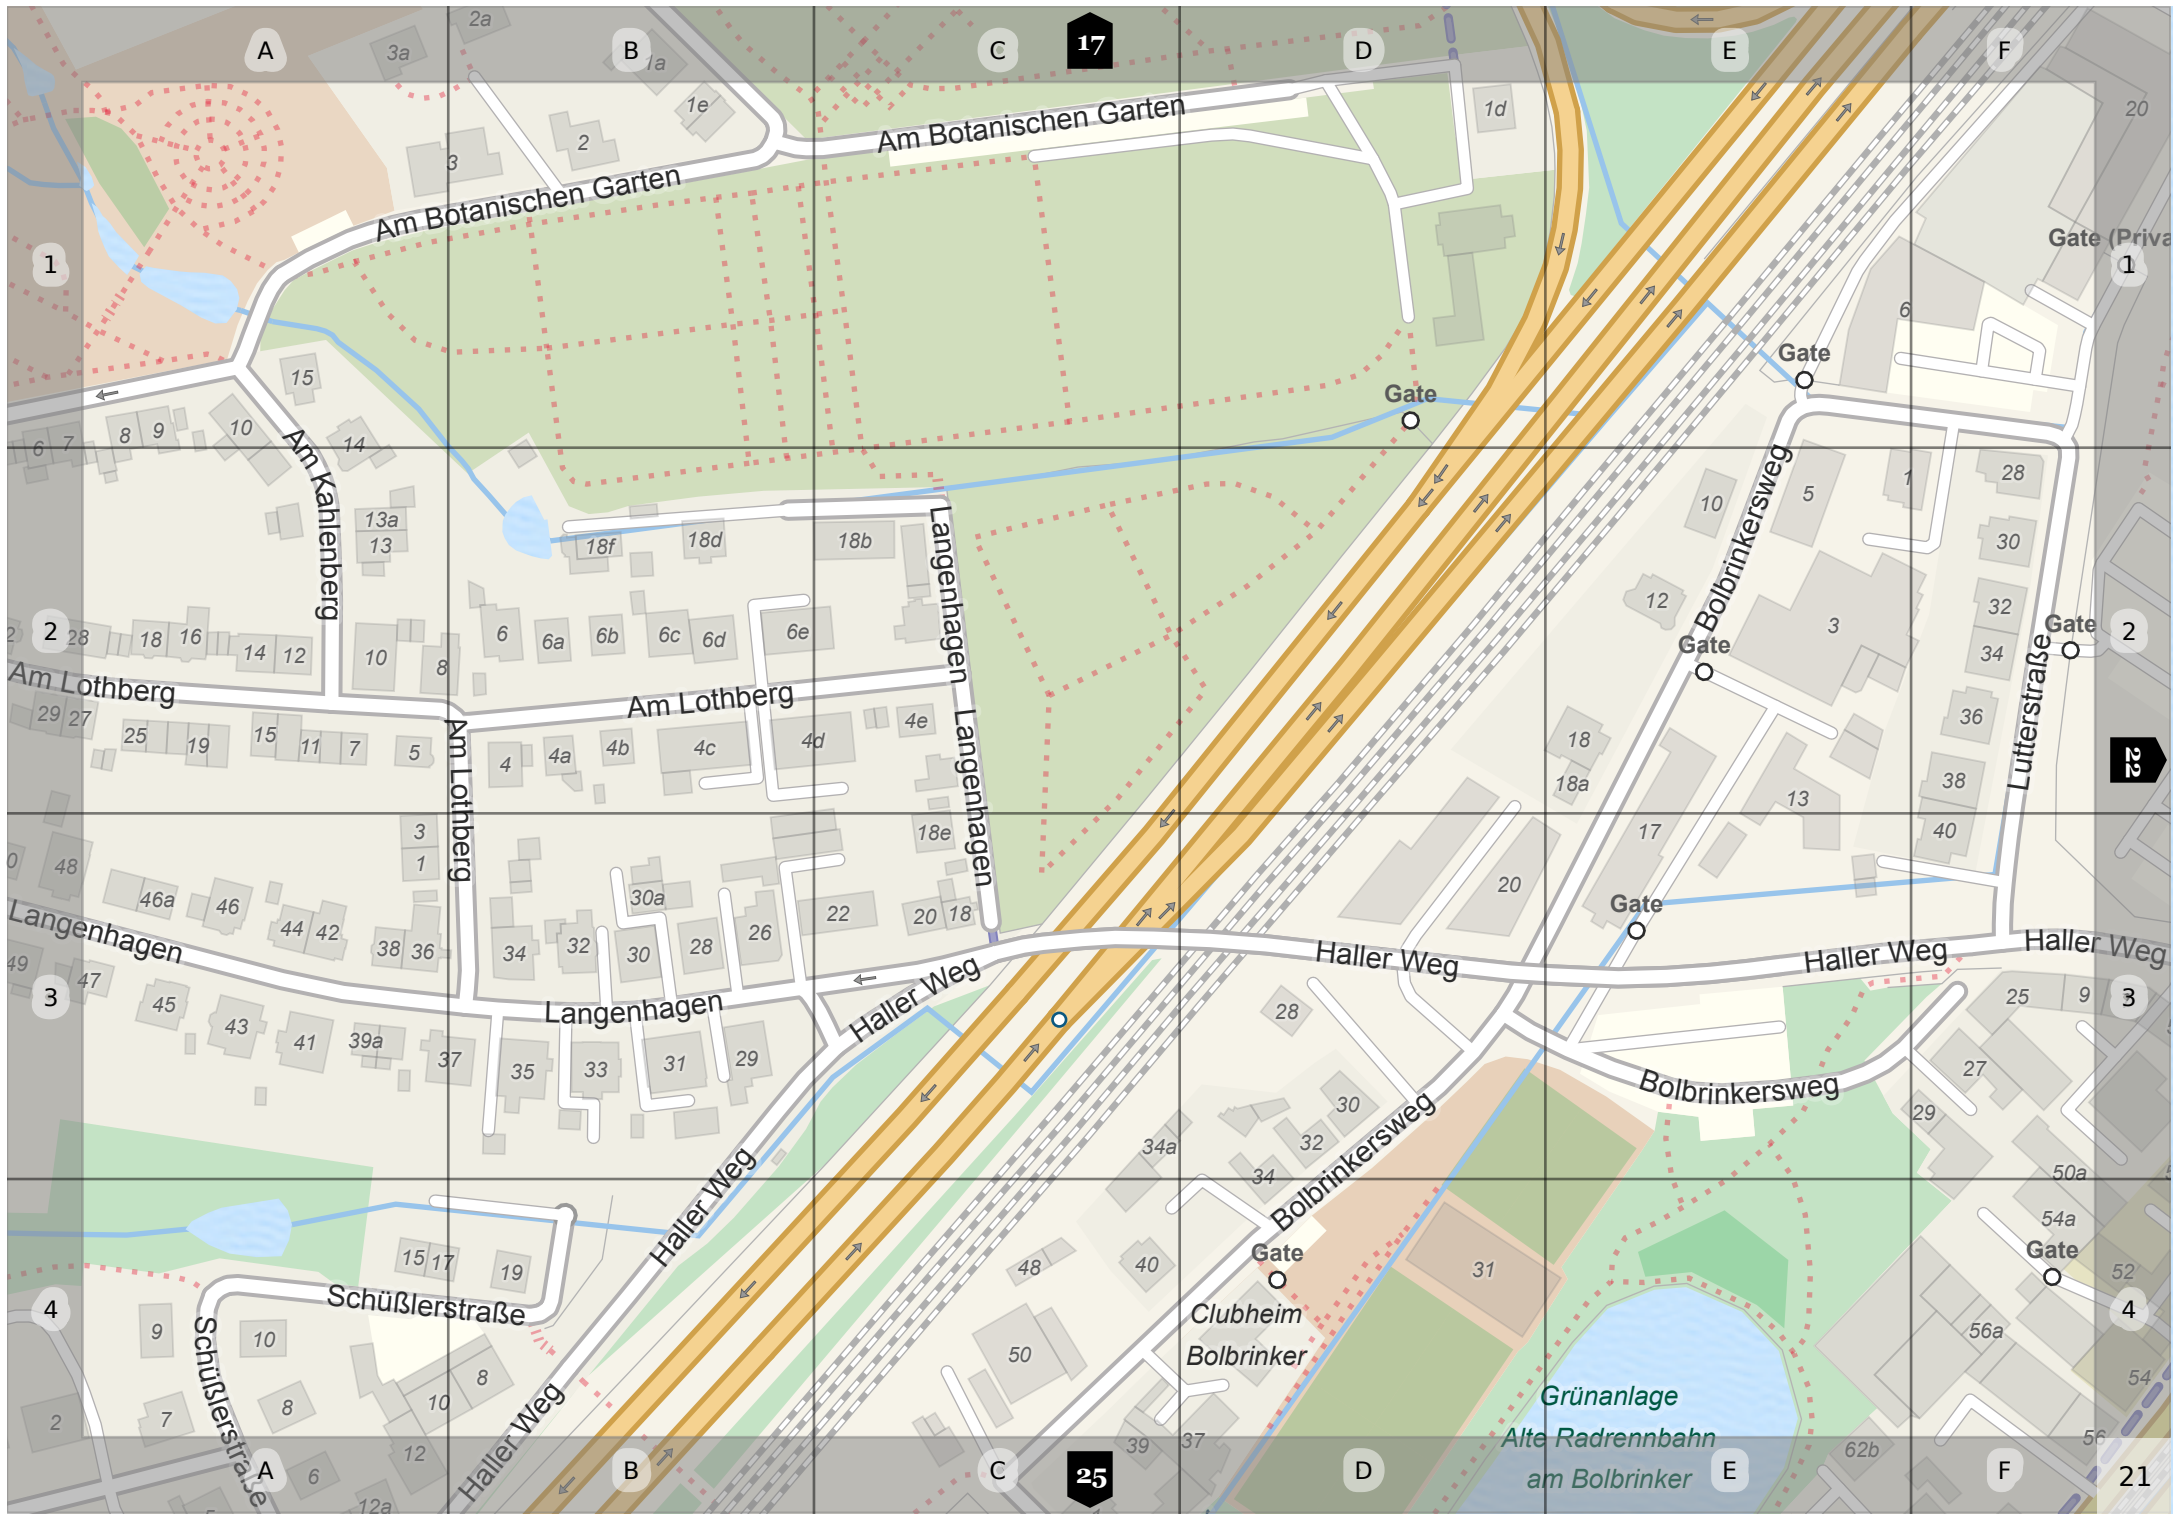 A
B
C
17
D
E
F
2a
3a
1a
1e
2
3
Am Botanischen Garten
Am Botanischen Garten
1d
20
Gate (Priva
1
1
6
Gate
Gate
15
14
10
9
8
7
6
Am Kahlenberg
13a
13
18f
18d
18b
Langenhagen
Bolbrinkersweg
10
5
1
28
30
12
3
32
34
Gate
Gate
2
2
28
18
16
14
12
10
8
6
6a
6b
6c
6d
6e
Am Lothberg
Am Lothberg
Am Lothberg
29
27
25
19
15
11
7
5
4
4a
4b
4c
4d
4e
Langenhagen
18
18a
13
36
38
Lutterstraße
22
3
1
48
46a
46
44
42
38
36
34
32
30a
30
28
26
22
18e
20
18
20
17
40
Gate
Langenhagen
Langenhagen
Haller Weg
Haller Weg
Haller Weg
Haller Weg
49
47
45
43
41
39a
37
35
33
31
29
28
30
32
34
34a
25
9
27
29
50a
3
3
Bolbrinkersweg
Bolbrinkersweg
Haller Weg
15
17
19
Schüßlerstraße
Schüßlerstraße
9
10
8
7
2
8
10
12
6
12a
Haller Weg
48
40
50
39
37
Gate
Clubheim
Bolbrinker
31
54a
Gate
52
56a
54
56
62b
4
4
Grünanlage
Alte Radrennbahn
am Bolbrinker
A
B
C
25
D
E
F
21